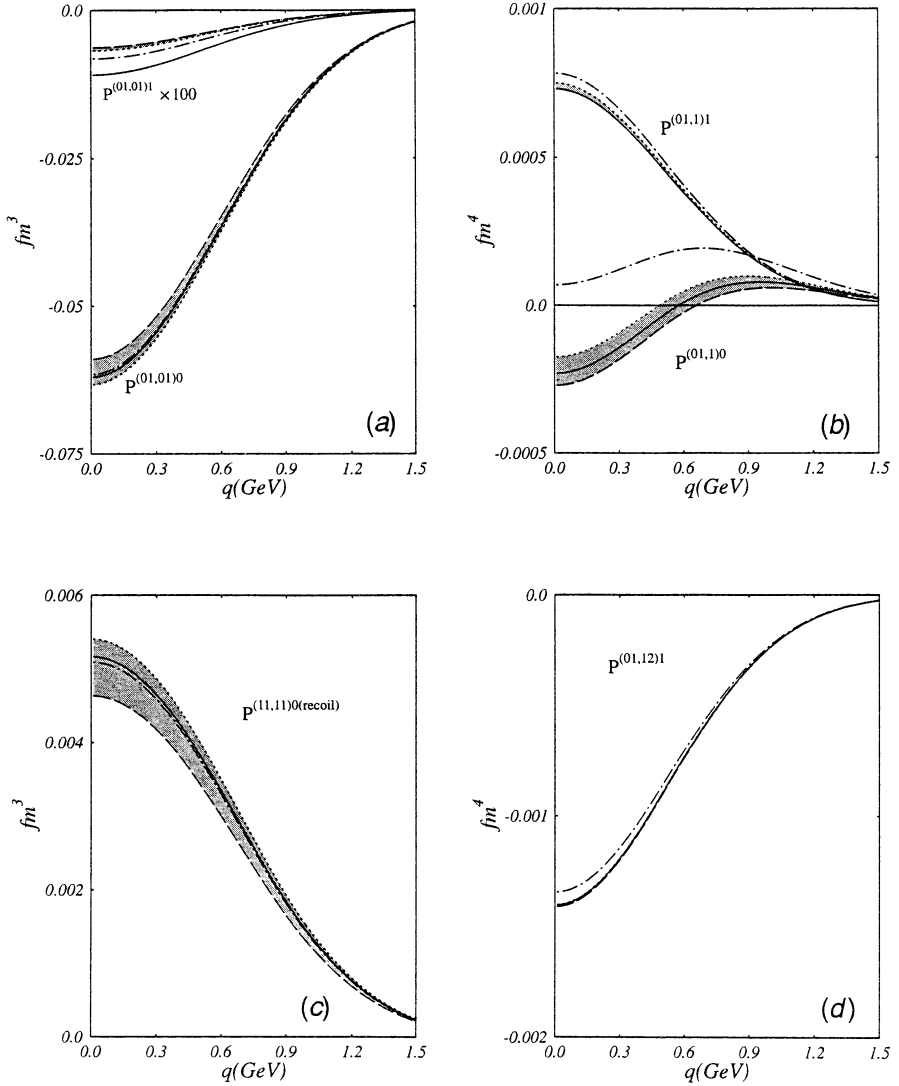 0.0
P^(01,01)1 ×100
-0.025
fm^3
-0.05
P^(01,01)0
(a)
-0.075
0.0 0.3 0.6 0.9 1.2 1.5
q(GeV)
0.001
P^(01,1)1
0.0005
fm^4
0.0
P^(01,1)0
(b)
-0.0005
0.0 0.3 0.6 0.9 1.2 1.5
q(GeV)
0.006
P^(11,11)0(recoil)
0.004
fm^3
0.002
(c)
0.0
0.0 0.3 0.6 0.9 1.2 1.5
q(GeV)
0.0
P^(01,12)1
fm^4
-0.001
(d)
-0.002
0.0 0.3 0.6 0.9 1.2 1.5
q(GeV)